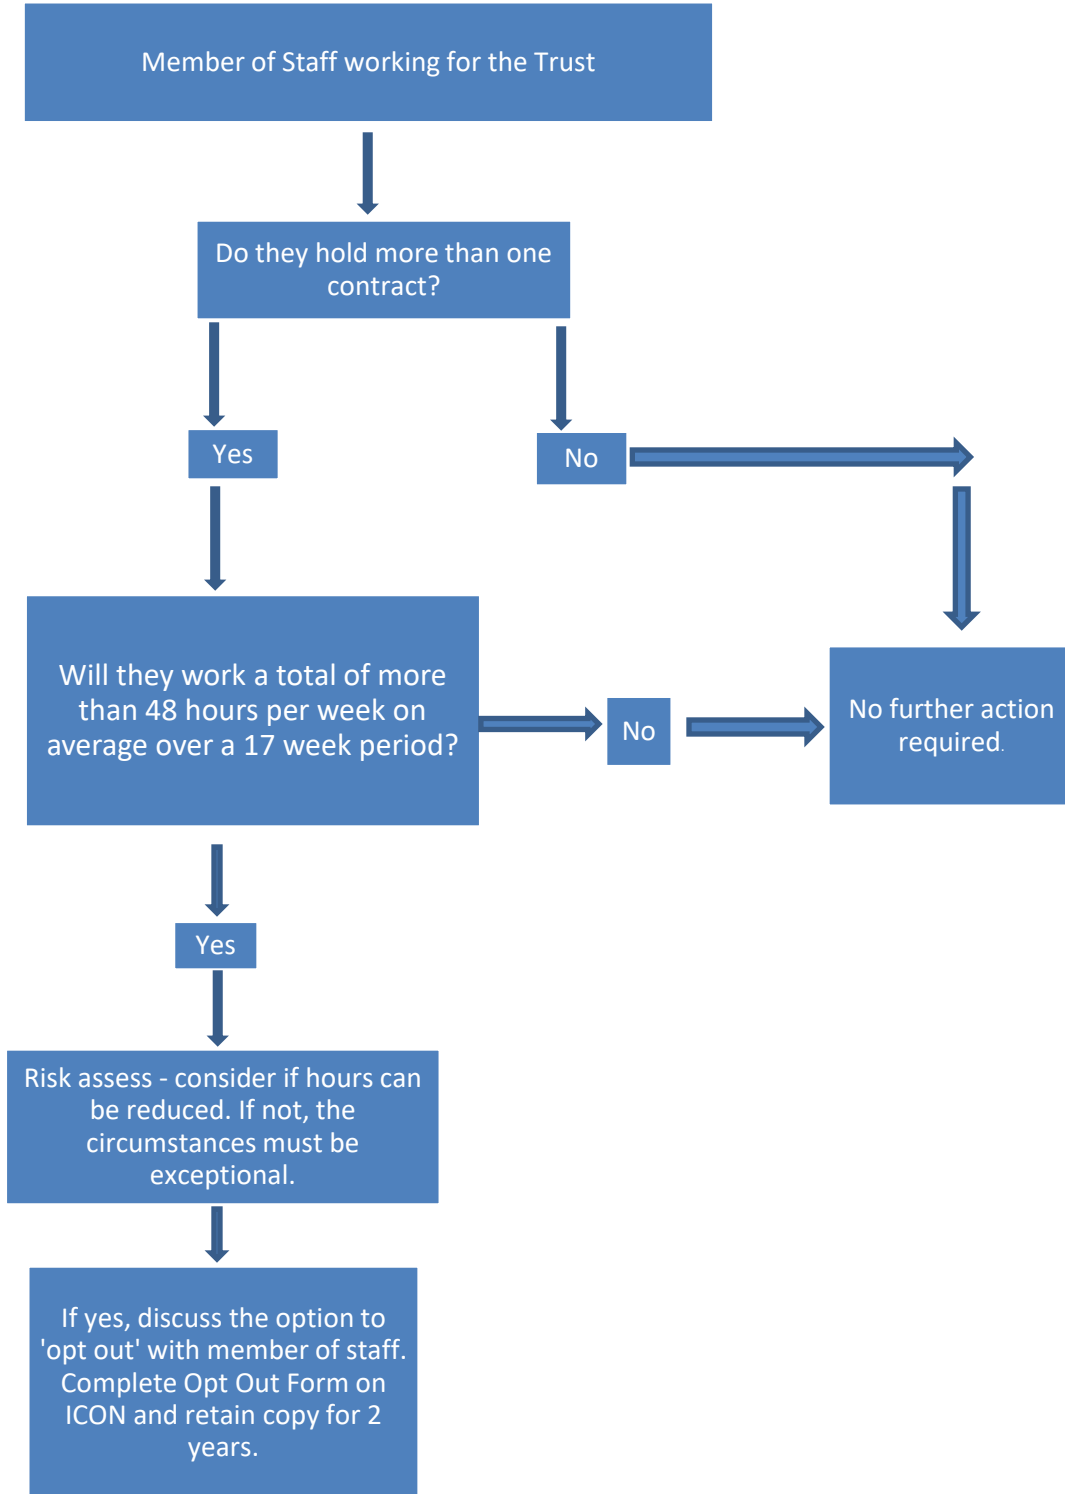 Member of Staff working for the Trust
Do they hold more than one
contract?
Yes
No
Will they work a total of more
than 48 hours per week on
average over a 17 week period?
No
No further action
required.
Yes
Risk assess - consider if hours can
be reduced. If not, the
circumstances must be
exceptional.
If yes, discuss the option to
'opt out' with member of staff.
Complete Opt Out Form on
ICON and retain copy for 2
years.